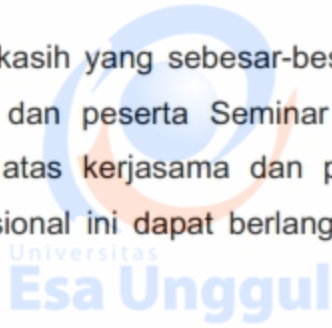 kasih yang sebesar-bes
dan peserta Seminar
atas kerjasama dan p
sional ini dapat berlang
Universitas
Esa Unggul